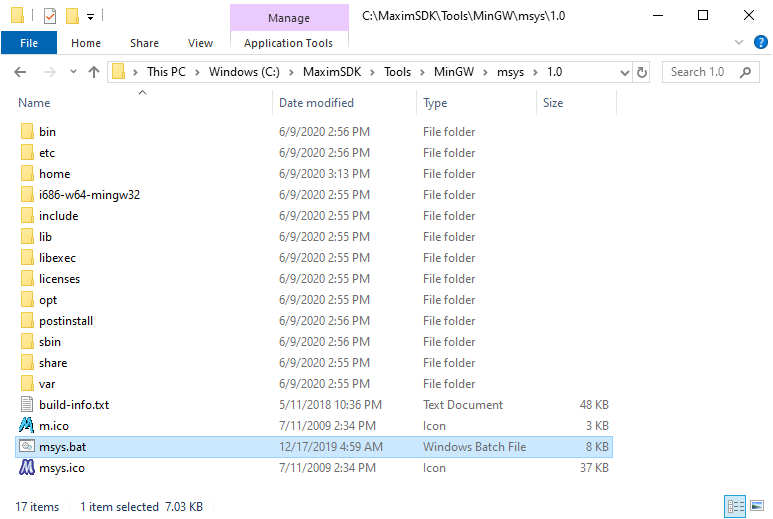 Manage C:\MaximSDK\Tools\MinGW\msys\1.0
File Home Share View Application Tools
This PC Windows (C:) MaximSDK Tools MinGW msys 1.0 Search 1.0
Name Date modified Type Size
bin 6/9/2020 2:56 PM File folder
etc 6/9/2020 2:56 PM File folder
home 6/9/2020 3:13 PM File folder
i686-w64-mingw32 6/9/2020 2:55 PM File folder
include 6/9/2020 2:55 PM File folder
lib 6/9/2020 2:55 PM File folder
libexec 6/9/2020 2:55 PM File folder
licenses 6/9/2020 2:55 PM File folder
opt 6/9/2020 2:55 PM File folder
postinstall 6/9/2020 2:56 PM File folder
sbin 6/9/2020 2:56 PM File folder
share 6/9/2020 2:55 PM File folder
var 6/9/2020 2:55 PM File folder
build-info.txt 5/11/2018 10:36 PM Text Document 48 KB
m.ico 7/11/2009 2:34 PM Icon 3 KB
msys.bat 12/17/2019 4:59 AM Windows Batch File 8 KB
msys.ico 7/11/2009 2:34 PM Icon 37 KB
17 items 1 item selected 7.03 KB